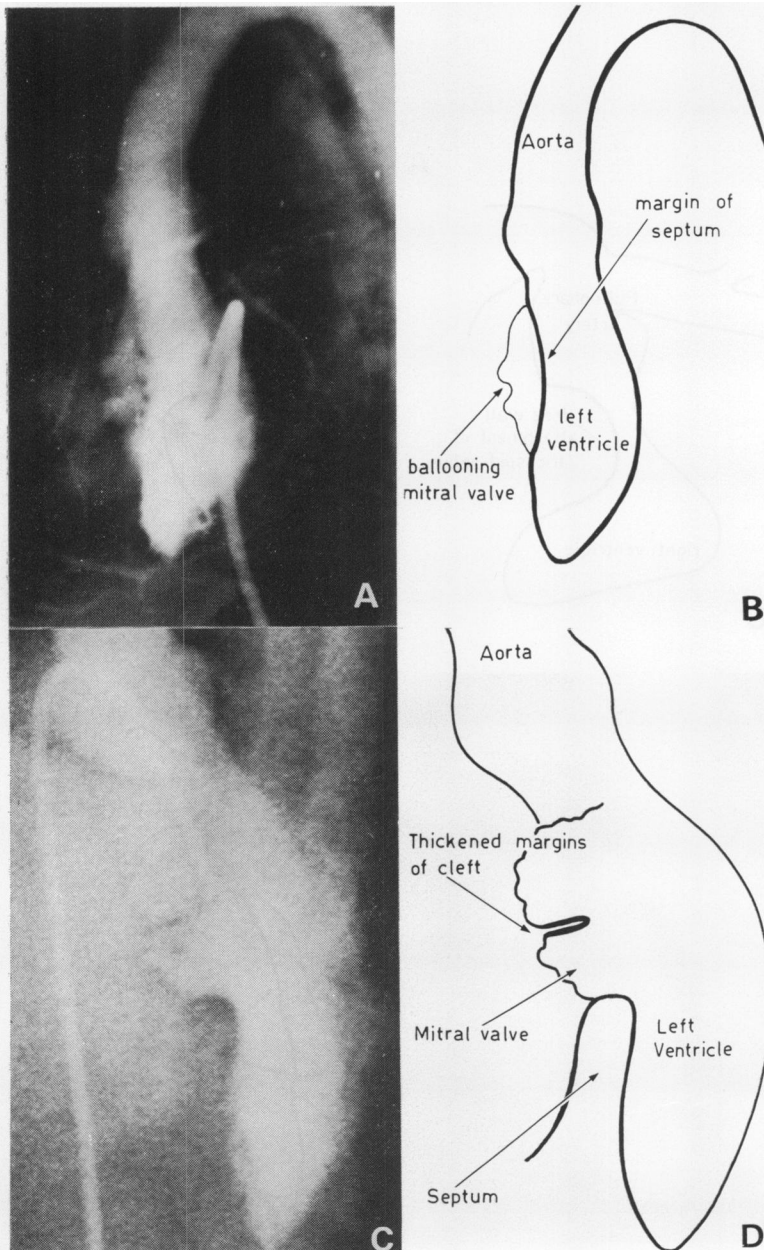 Aorta
margin of
septum
left
ventricle
ballooning
mitral valve
A
B
Aorta
Thickened margins
of cleft
Mitral valve
Left
Ventricle
Septum
C
D